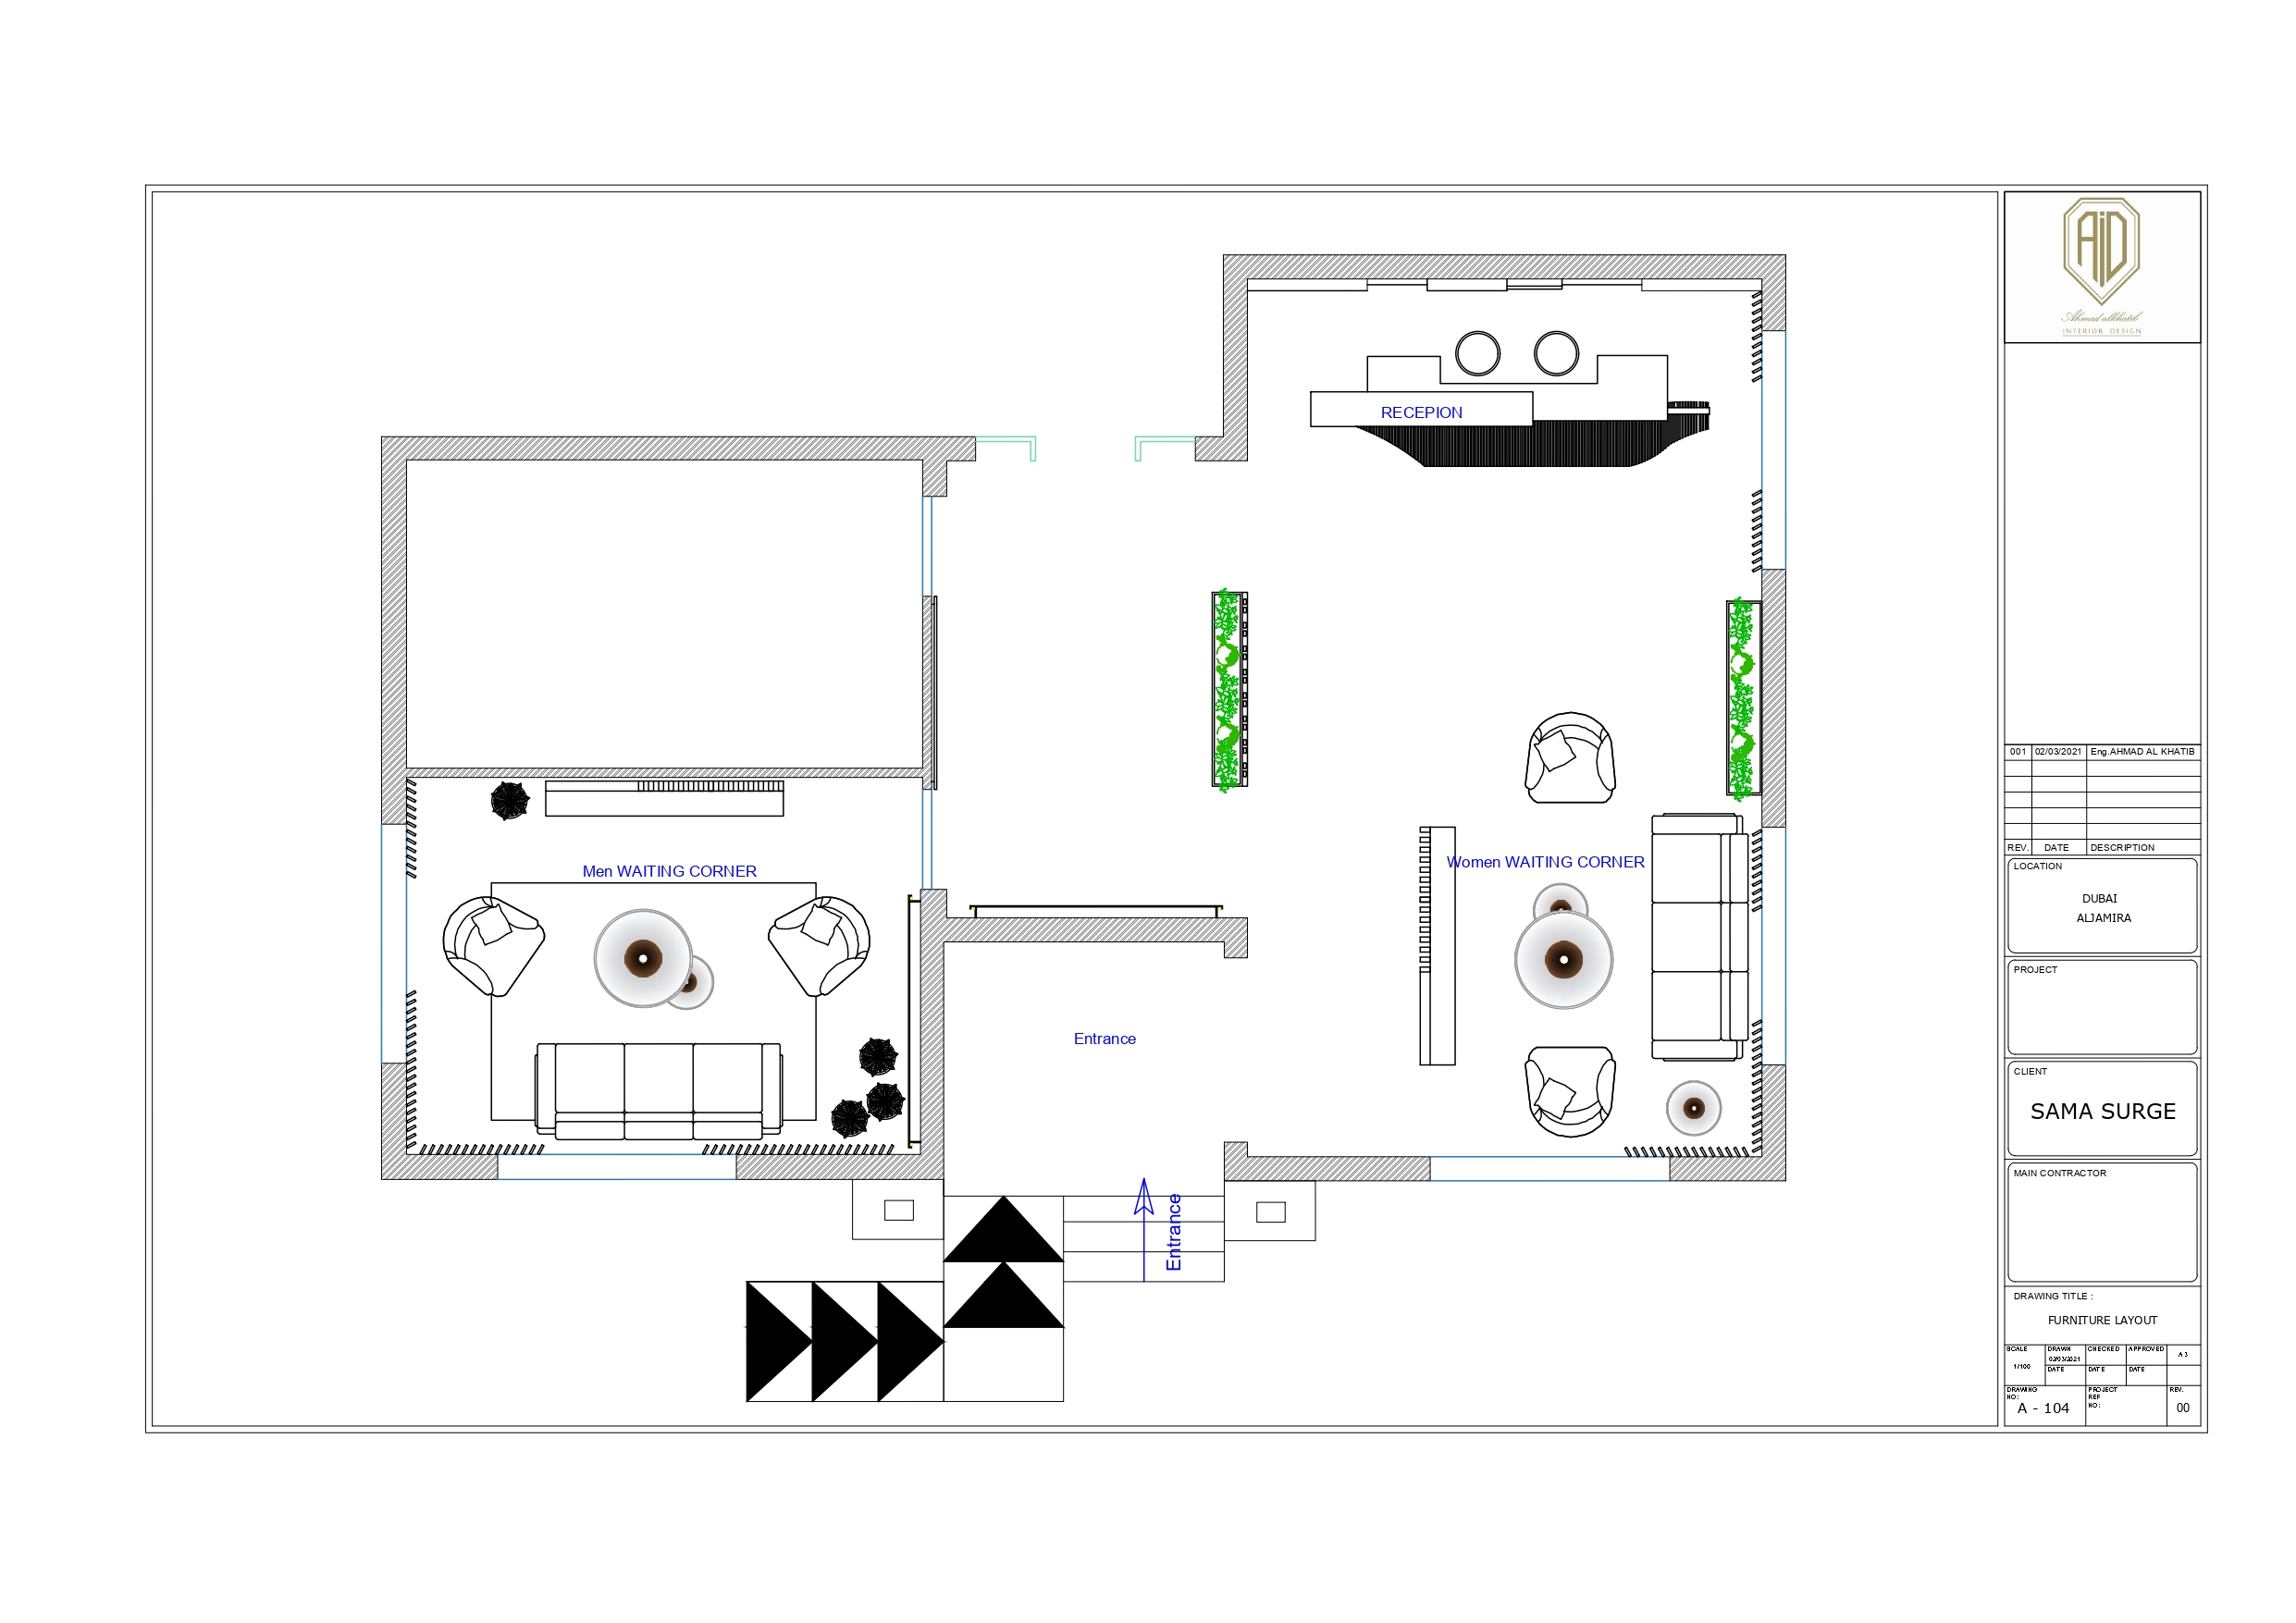 RECEPION
Men WAITING CORNER
Women WAITING CORNER
Entrance
Entrance
AiD
Ahmad alkhatib
INTERIOR DESIGN
001 02/03/2021 Eng.AHMAD AL KHATIB
REV. DATE DESCRIPTION
LOCATION
DUBAI
ALJAMIRA
PROJECT
CLIENT
SAMA SURGE
MAIN CONTRACTOR
DRAWING TITLE :
FURNITURE LAYOUT
SCALE DRAWN CHECKED APPROVED
1/100 02/03/2021 A 3
DATE DATE DATE
DRAWING NO: PROJECT REF NO: REV.
A - 104 00